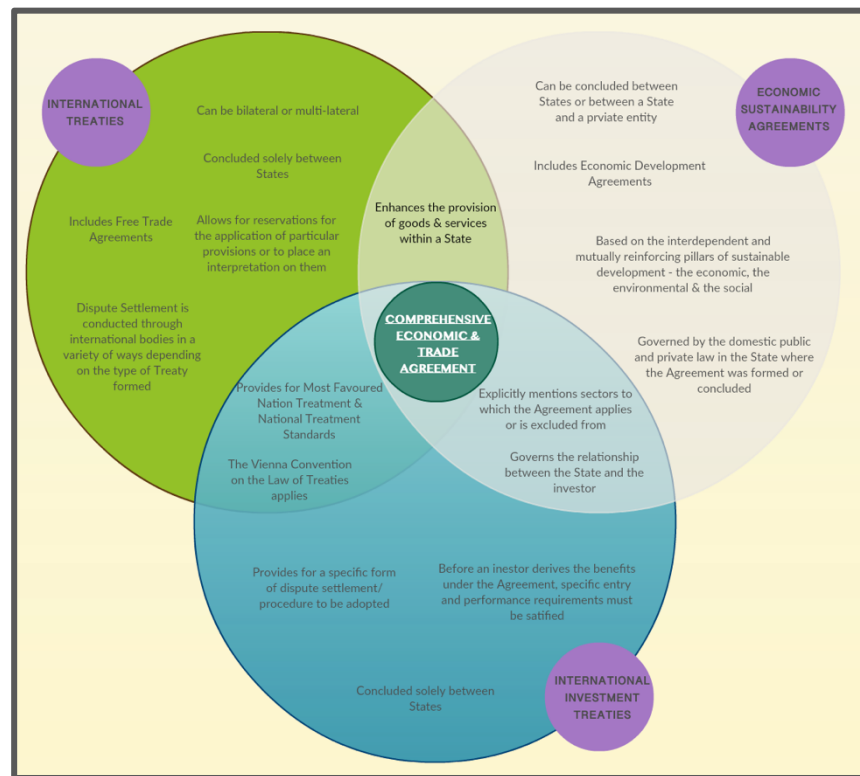 INTERNATIONAL
TREATIES
Can be bilateral or multi-lateral
Concluded solely between
States
Includes Free Trade
Agreements
Allows for reservations for
the application of particular
provisions or to place an
interpretation on them
Dispute Settlement is
conducted through
international bodies in a
variety of ways depending
on the type of Treaty
formed
Enhances the provision
of goods & services
within a State
ECONOMIC
SUSTAINABILITY
AGREEMENTS
Can be concluded between
States or between a State
and a prviate entity
Includes Economic Development
Agreements
Based on the interdependent and
mutually reinforcing pillars of sustainable
development - the economic, the
environmental & the social
Governed by the domestic public
and private law in the State where
the Agreement was formed or
concluded
COMPREHENSIVE
ECONOMIC &
TRADE
AGREEMENT
Provides for Most Favoured
Nation Treatment &
National Treatment
Standards
The Vienna Convention
on the Law of Treaties
applies
Explicitly mentions sectors to
which the Agreement applies
or is excluded from
Governs the relationship
between the State and the
investor
Provides for a specific form
of dispute settlement/
procedure to be adopted
Before an inestor derives the benefits
under the Agreement, specific entry
and performance requirements must
be satified
Concluded solely between
States
INTERNATIONAL
INVESTMENT
TREATIES